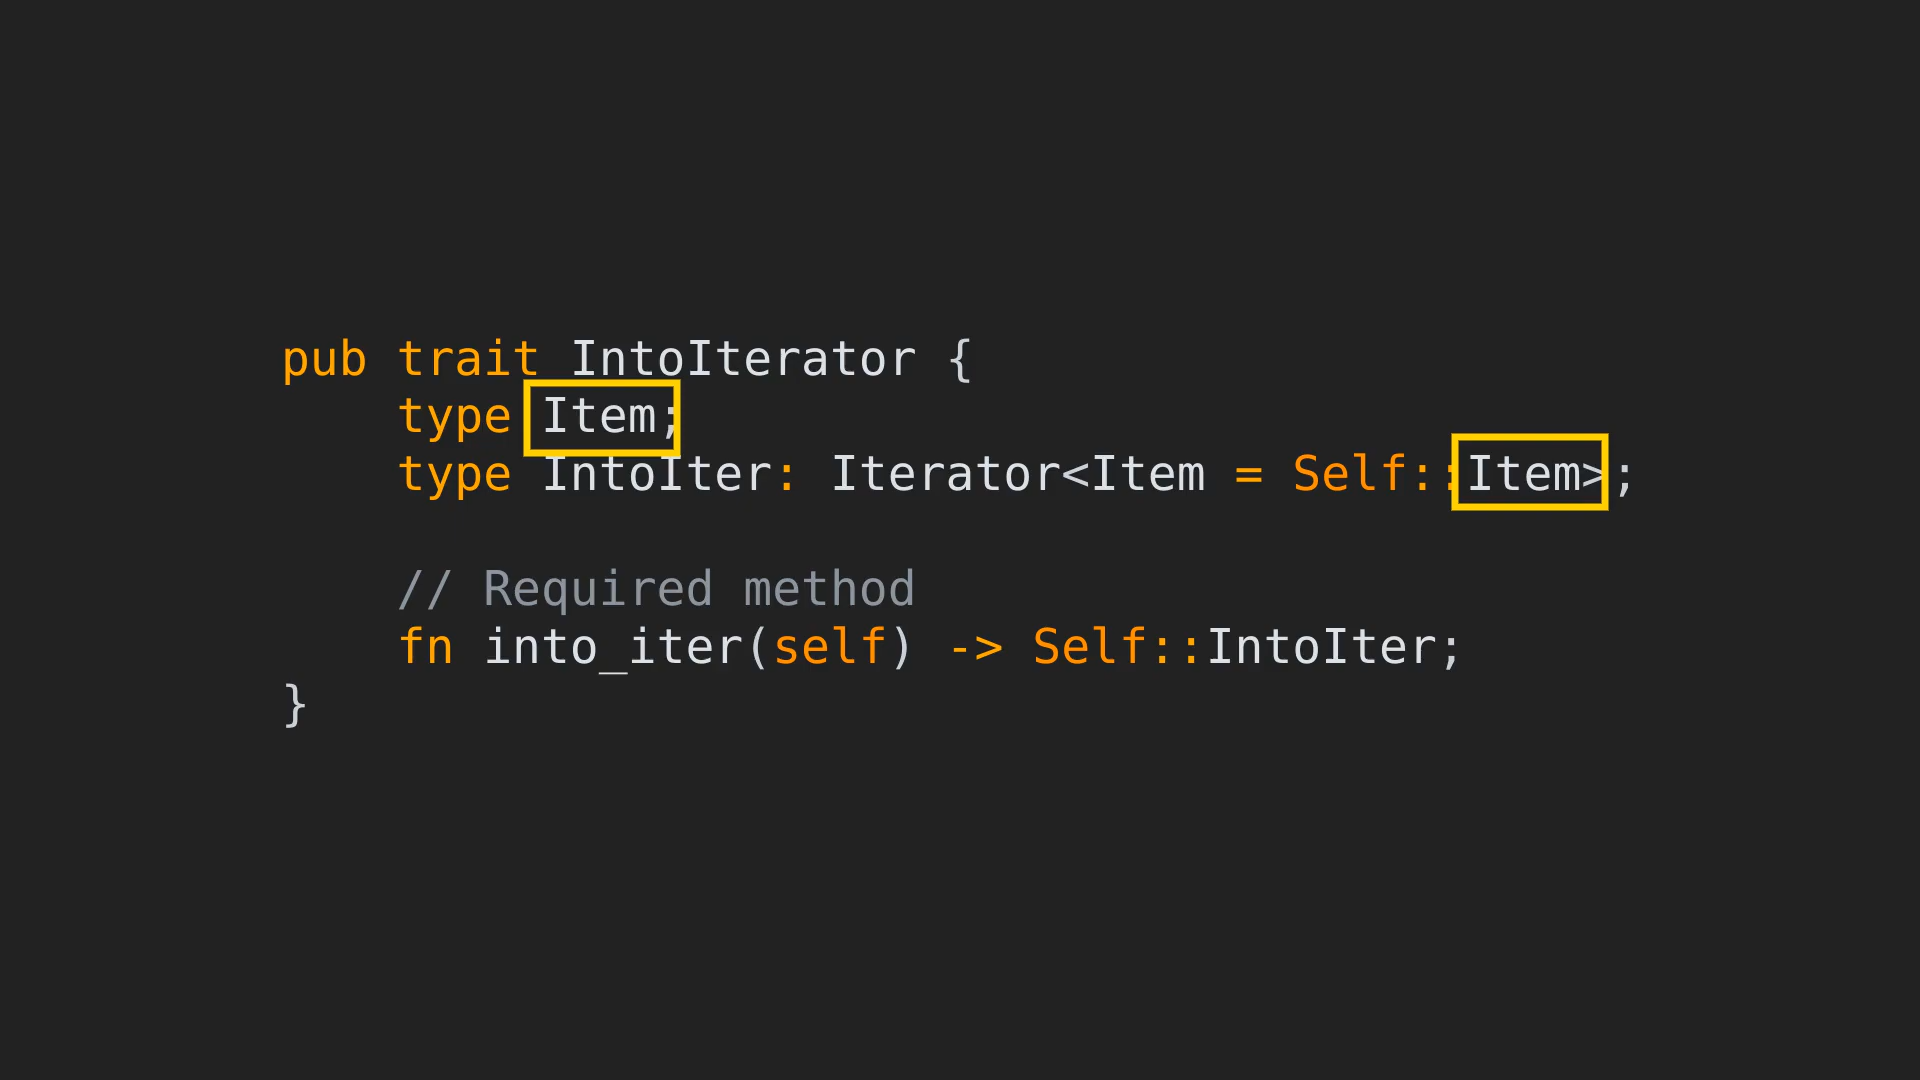 pub trait IntoIterator {
    type Item;
    type IntoIter: Iterator<Item = Self::Item>;

    // Required method
    fn into_iter(self) -> Self::IntoIter;
}